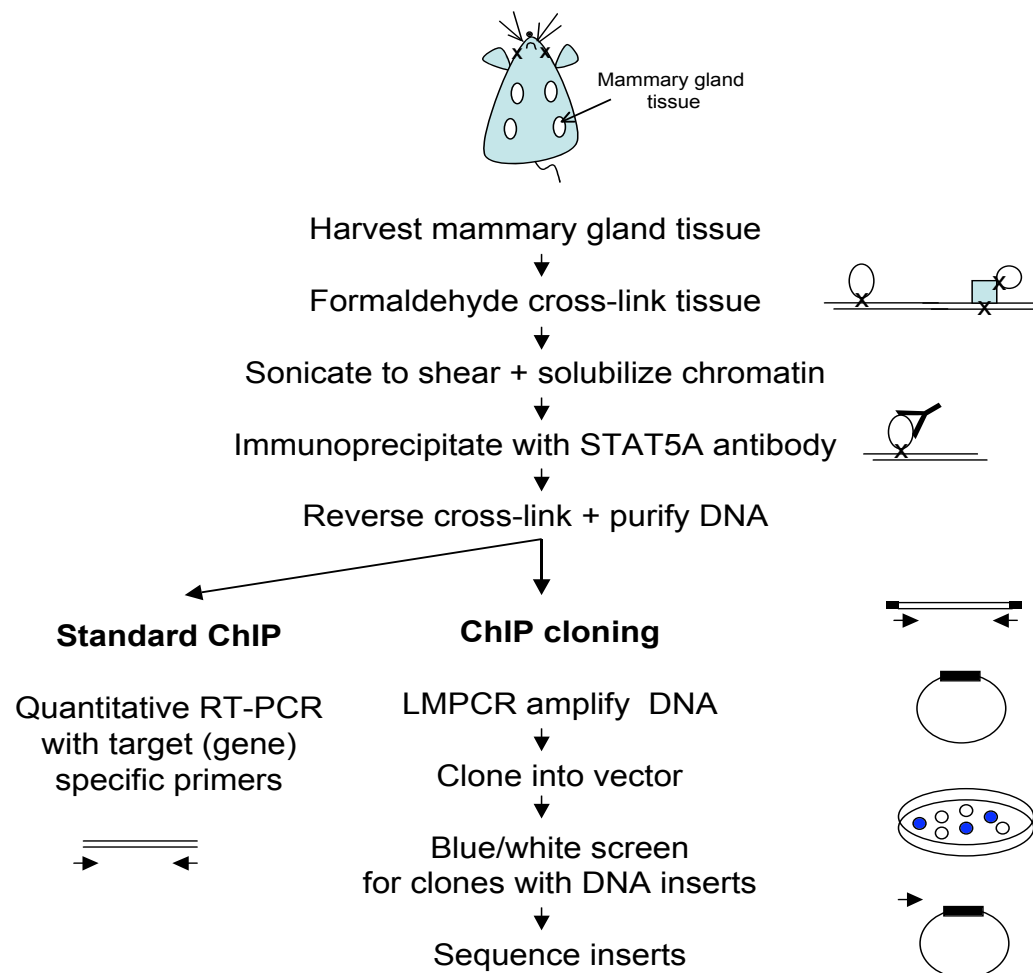 Mammary gland
tissue
Harvest mammary gland tissue
Formaldehyde cross-link tissue
Sonicate to shear + solubilize chromatin
Immunoprecipitate with STAT5A antibody
Reverse cross-link + purify DNA
Standard ChIP
Quantitative RT-PCR
with target (gene)
specific primers
ChIP cloning
LMPCR amplify DNA
Clone into vector
Blue/white screen
for clones with DNA inserts
Sequence inserts